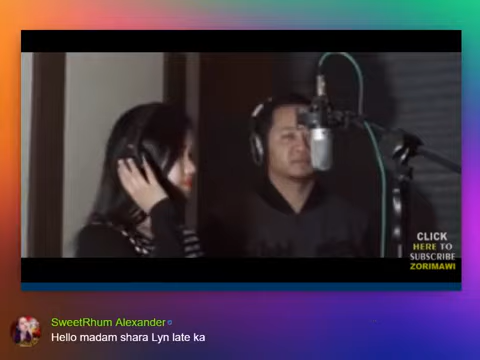 CLICK
HERE TO
SUBSCRIBE
ZORIMAWI
SweetRhum Alexander
Hello madam shara Lyn late ka